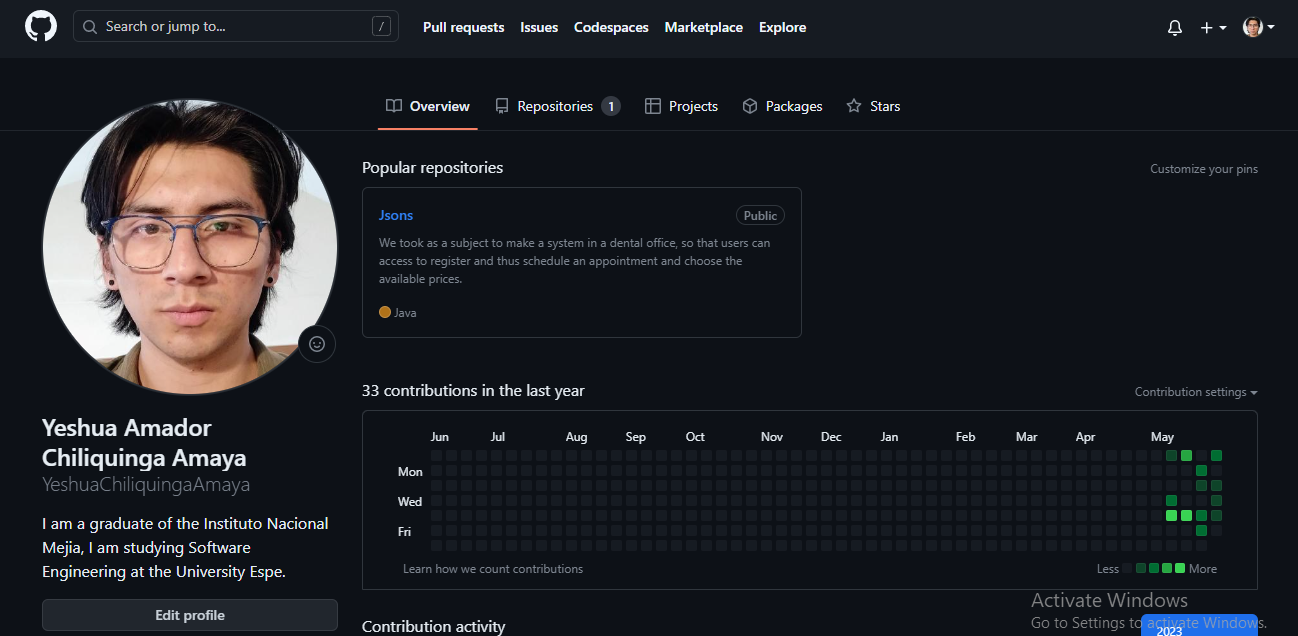 Search or jump to...
/
Pull requests
Issues
Codespaces
Marketplace
Explore
Overview
Repositories 1
Projects
Packages
Stars
Yeshua Amador
Chiliquinga Amaya
YeshuaChiliquingaAmaya
I am a graduate of the Instituto Nacional
Mejia, I am studying Software
Engineering at the University Espe.
Edit profile
Popular repositories
Customize your pins
Jsons
Public
We took as a subject to make a system in a dental office, so that users can
access to register and thus schedule an appointment and choose the
available prices.
Java
33 contributions in the last year
Contribution settings
Jun Jul Aug Sep Oct Nov Dec Jan Feb Mar Apr May
Mon
Wed
Fri
Learn how we count contributions
Less
More
Contribution activity
2023
Activate Windows
Go to Settings to activate Windows.